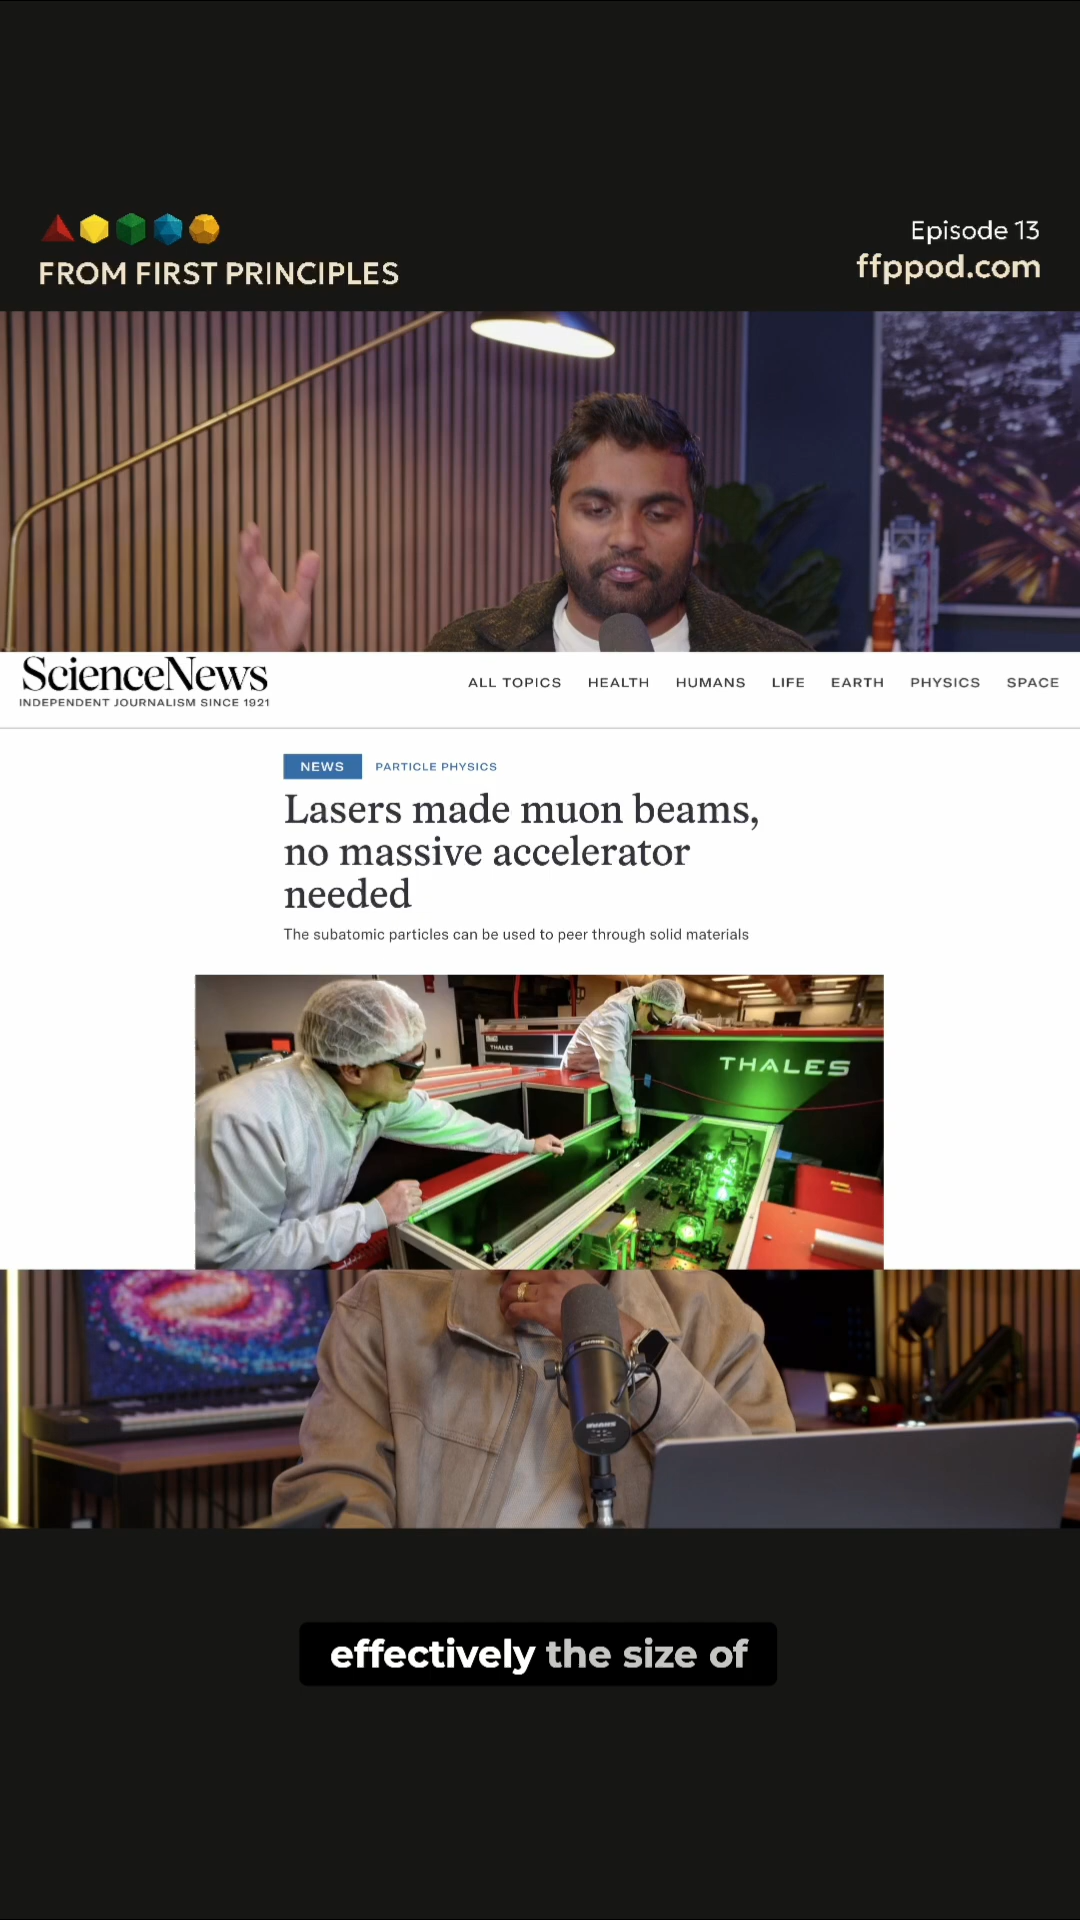 FROM FIRST PRINCIPLES
Episode 13
ffppod.com
ScienceNews
INDEPENDENT JOURNALISM SINCE 1921
ALL TOPICS HEALTH HUMANS LIFE EARTH PHYSICS SPACE
NEWS PARTICLE PHYSICS
Lasers made muon beams,
no massive accelerator
needed
The subatomic particles can be used to peer through solid materials
THALES
THALES
effectively the size of